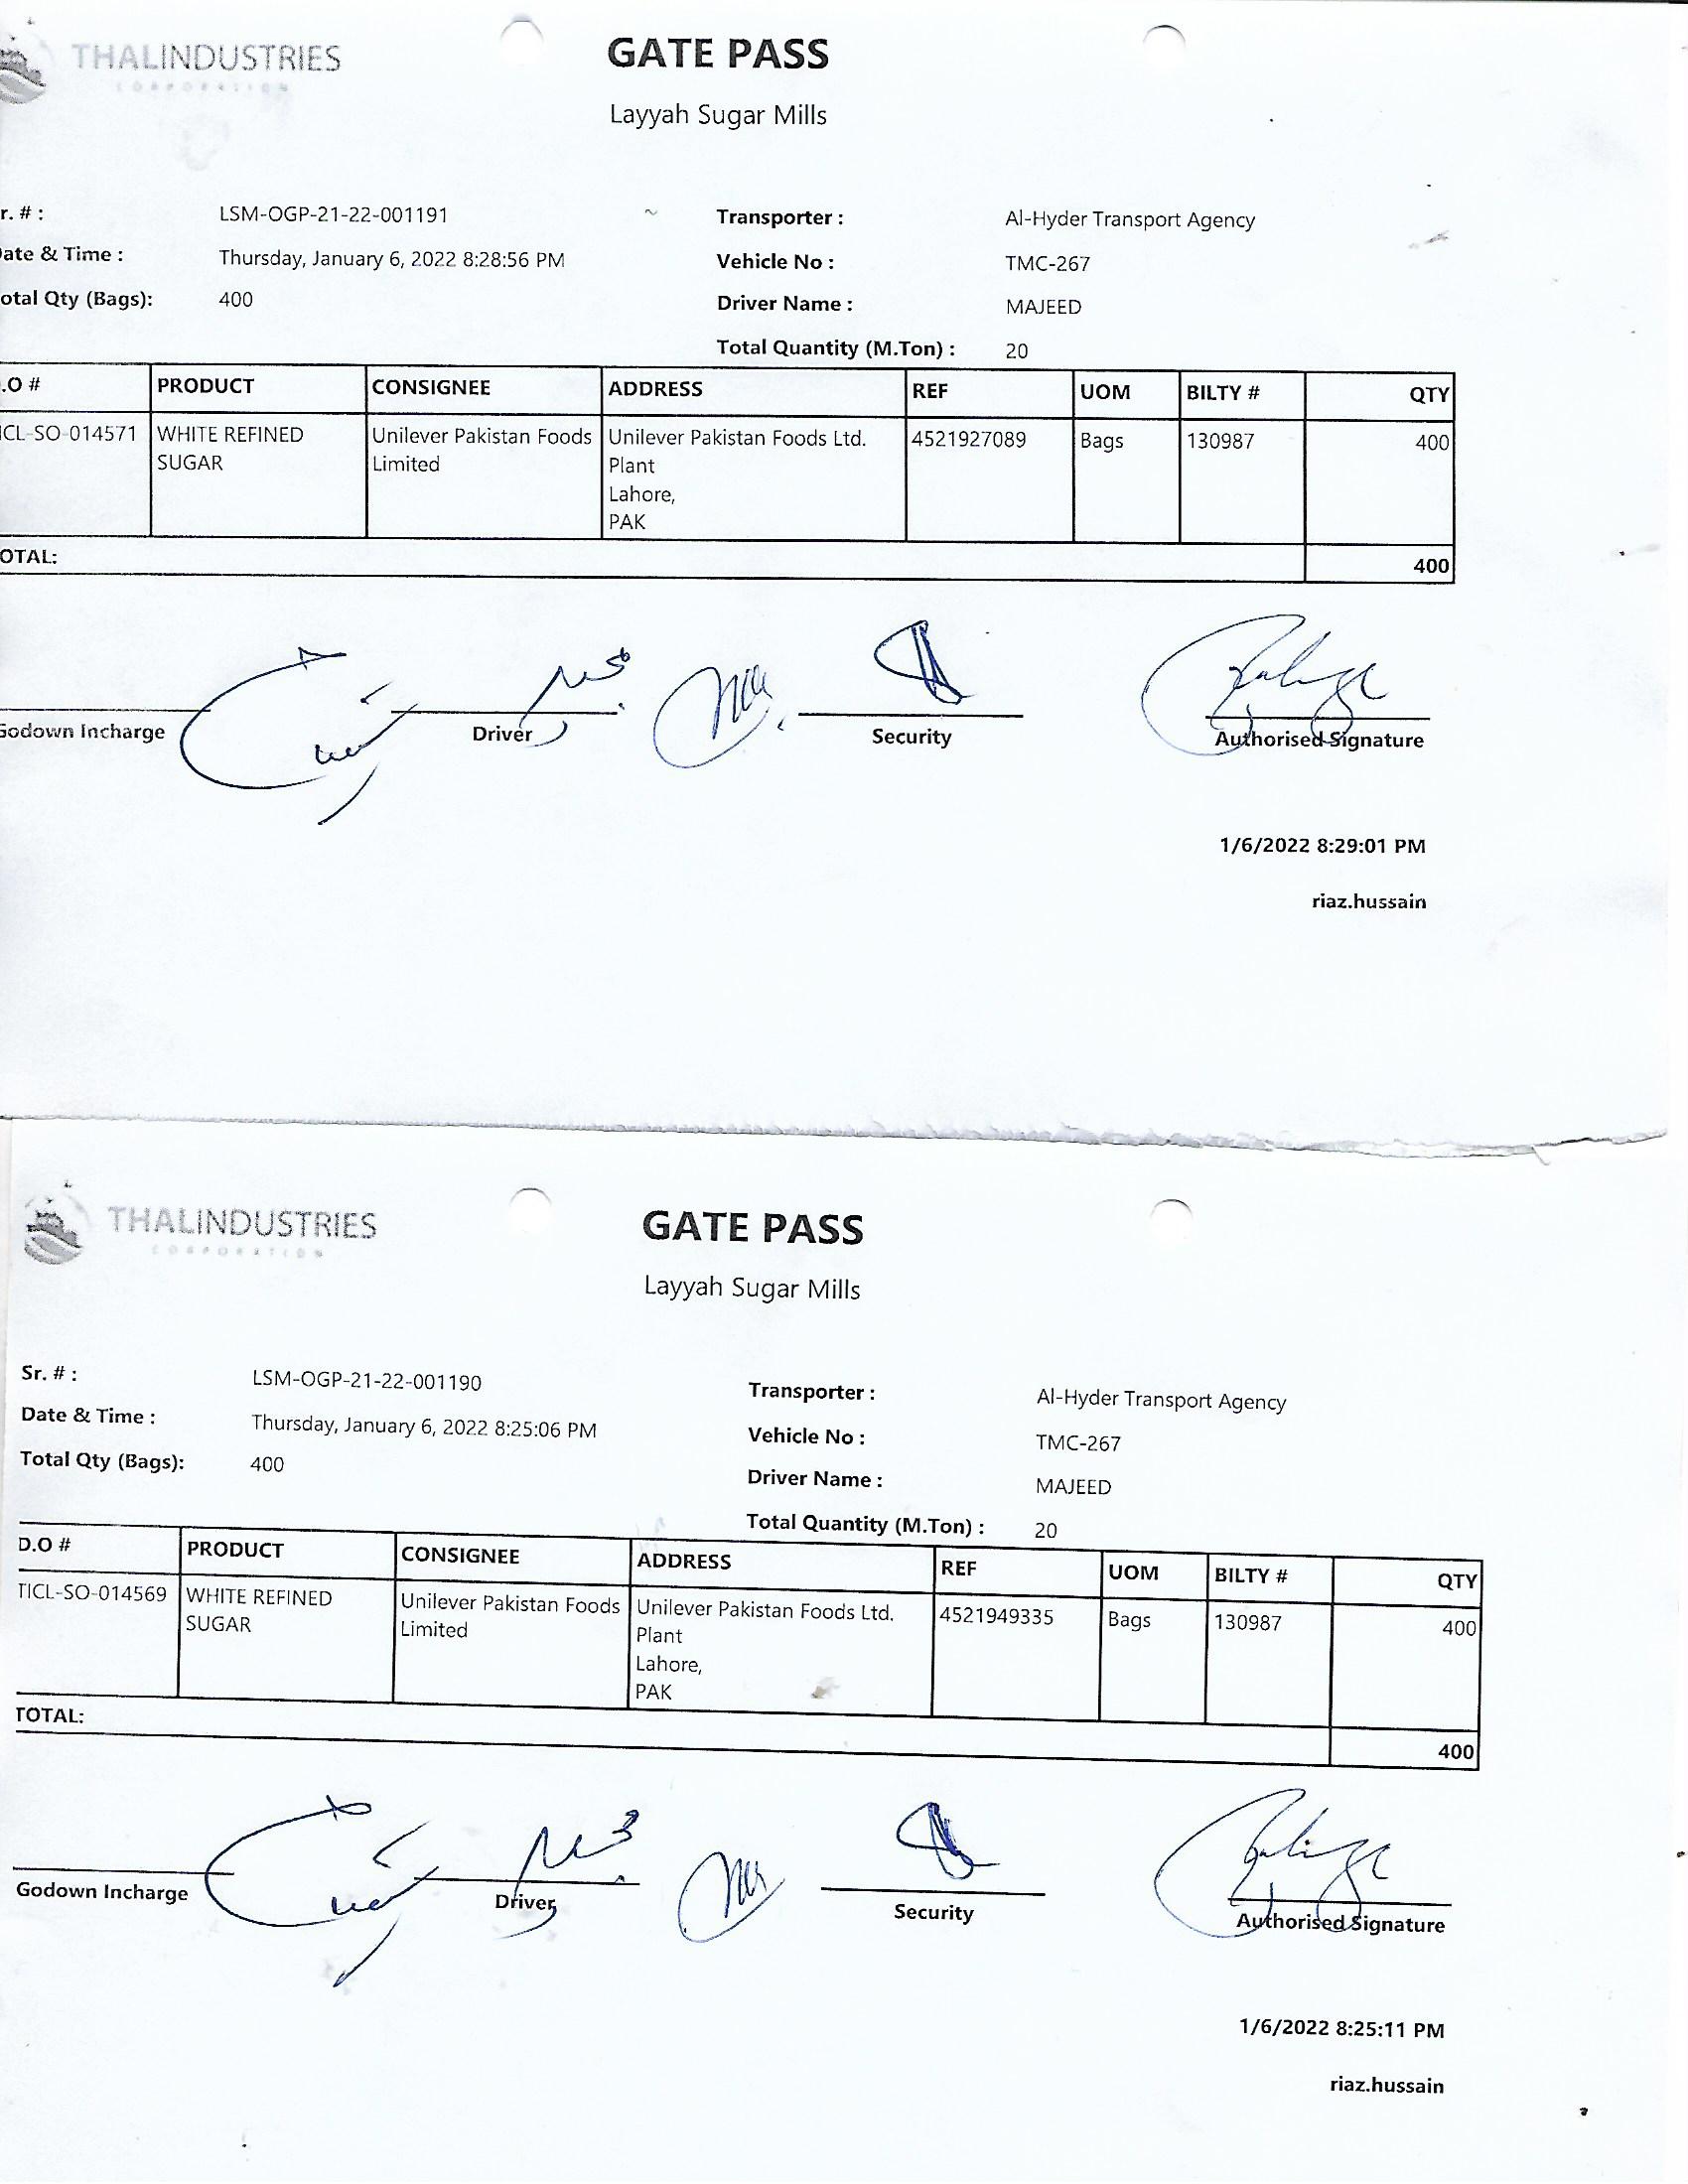 THALINDUSTRIES
CORPORATION
GATE PASS
Layyah Sugar Mills
r. # : LSM-OGP-21-22-001191 Transporter : Al-Hyder Transport Agency
ate & Time : Thursday, January 6, 2022 8:28:56 PM Vehicle No : TMC-267
otal Qty (Bags): 400 Driver Name : MAJEED
Total Quantity (M.Ton) : 20
.O # PRODUCT CONSIGNEE ADDRESS REF UOM BILTY # QTY
ICL-SO-014571 WHITE REFINED Unilever Pakistan Foods Unilever Pakistan Foods Ltd. 4521927089 Bags 130987 400
SUGAR Limited Plant
Lahore,
PAK
OTAL: 400
Godown Incharge Driver Security Authorised Signature
1/6/2022 8:29:01 PM
riaz.hussain
THALINDUSTRIES
CORPORATION
GATE PASS
Layyah Sugar Mills
Sr. # : LSM-OGP-21-22-001190 Transporter : Al-Hyder Transport Agency
Date & Time : Thursday, January 6, 2022 8:25:06 PM Vehicle No : TMC-267
Total Qty (Bags): 400 Driver Name : MAJEED
Total Quantity (M.Ton) : 20
D.O # PRODUCT CONSIGNEE ADDRESS REF UOM BILTY # QTY
TICL-SO-014569 WHITE REFINED Unilever Pakistan Foods Unilever Pakistan Foods Ltd. 4521949335 Bags 130987 400
SUGAR Limited Plant
Lahore,
PAK
TOTAL: 400
Godown Incharge Driver Security Authorised Signature
1/6/2022 8:25:11 PM
riaz.hussain